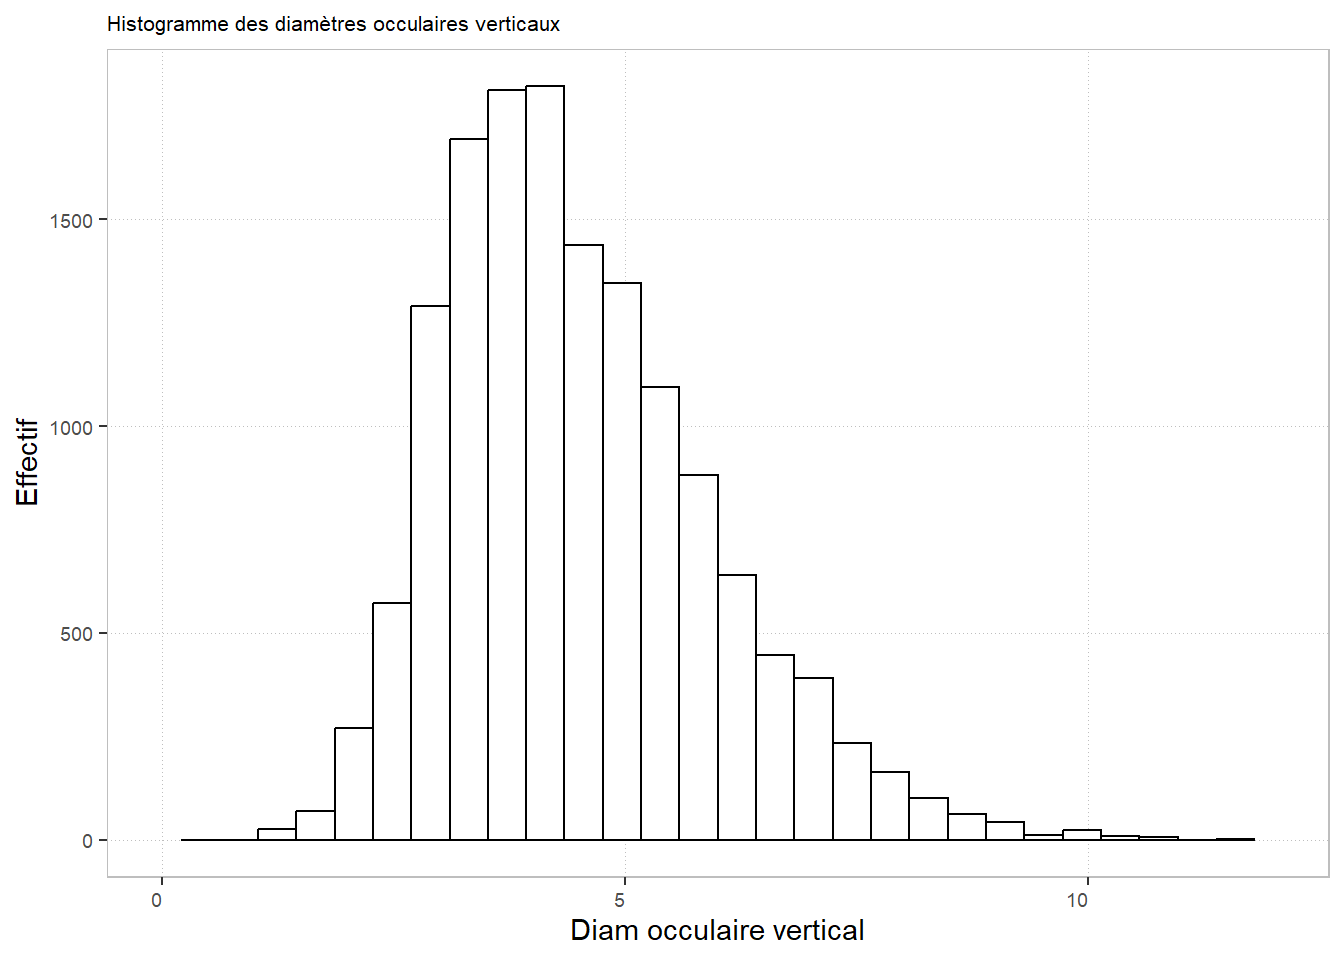 Histogramme des diamètres occulaires verticaux
Effectif
1500
1000
500
0
0
5
10
Diam occulaire vertical